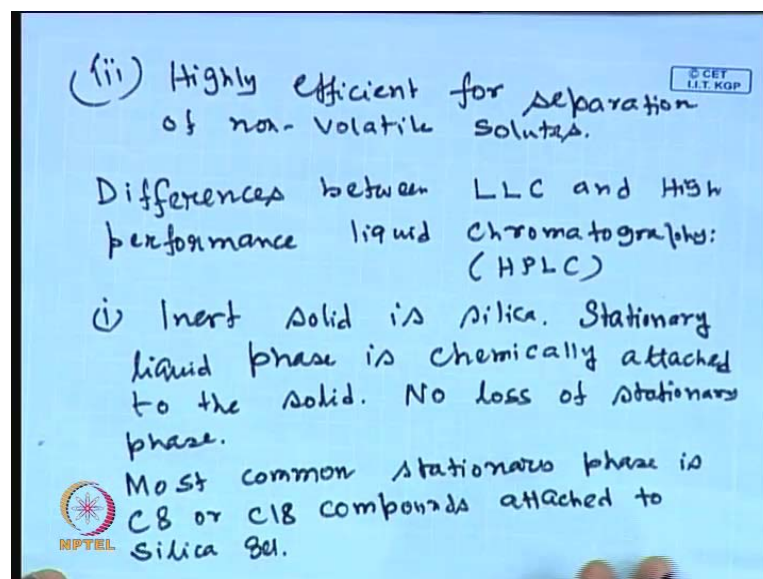 (iii) Highly efficient for separation
of non-volatile solutes.
© CET
I.I.T. KGP
Differences between LLC and High
performance liquid chromatography:
(HPLC)
(i) Inert solid is silica. Stationary
liquid phase is chemically attached
to the solid. No loss of stationary
phase.
Most common stationary phase is
C8 or C18 compounds attached to
silica gel.
NPTEL